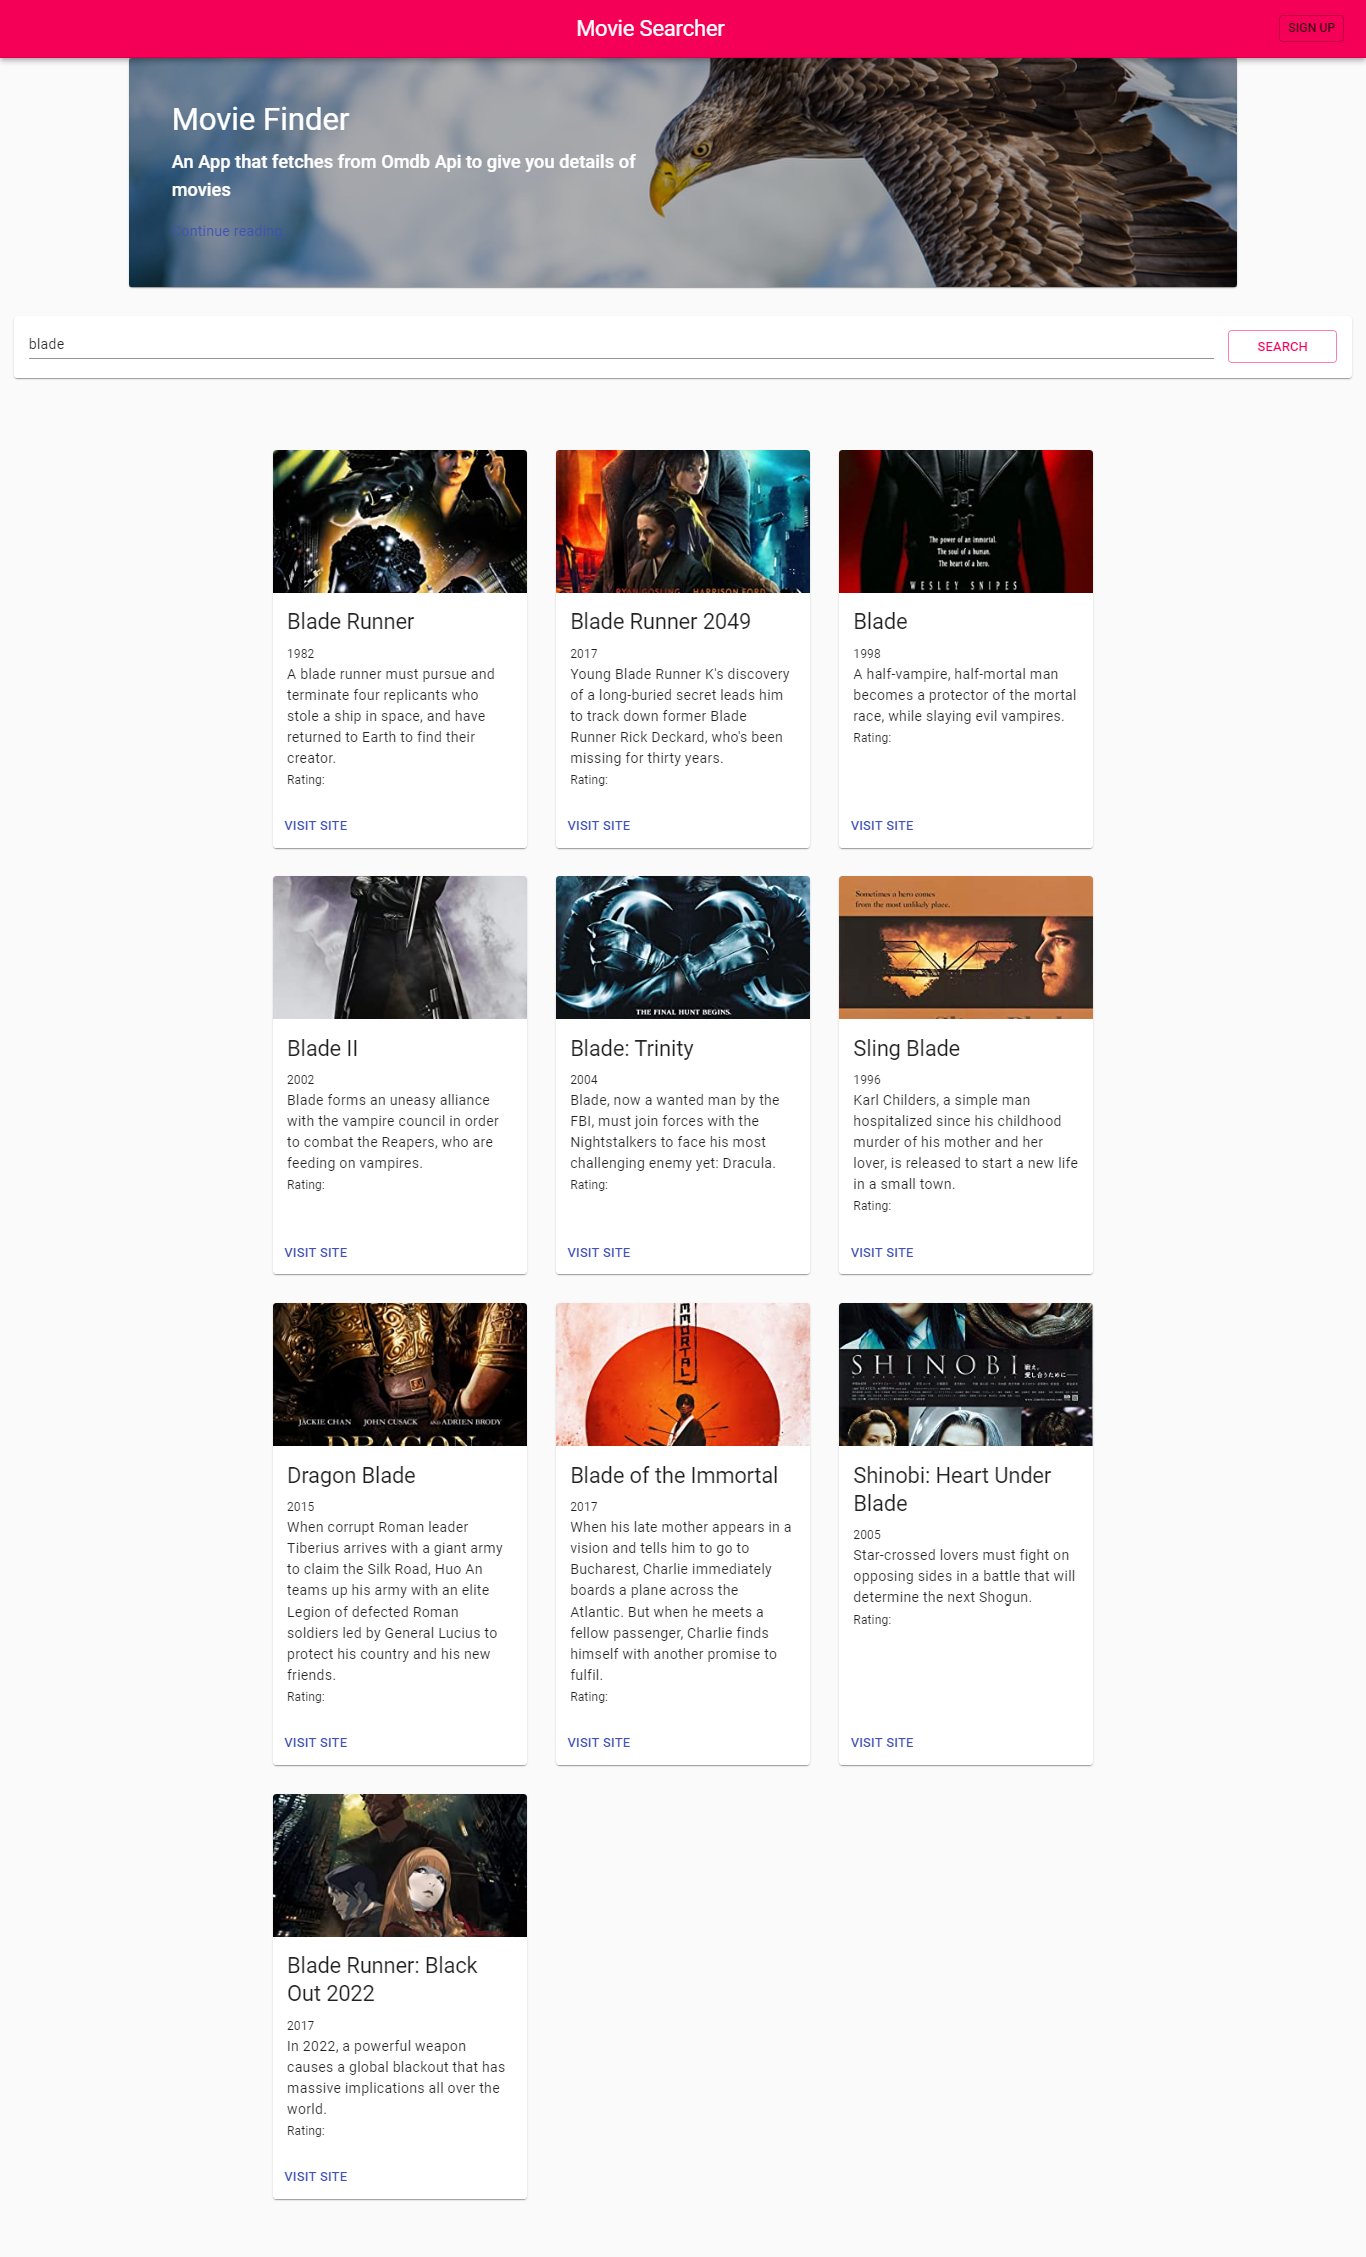 Movie Searcher
SIGN UP
Movie Finder
An App that fetches from Omdb Api to give you details of
movies
Continue reading
blade
SEARCH
RYAN GOSLING HARRISON FORD
The power of an immortal.
The soul of a human.
The heart of a hero.
WESLEY SNIPES
Blade Runner
1982
A blade runner must pursue and
terminate four replicants who
stole a ship in space, and have
returned to Earth to find their
creator.
Rating:
VISIT SITE
Blade Runner 2049
2017
Young Blade Runner K's discovery
of a long-buried secret leads him
to track down former Blade
Runner Rick Deckard, who's been
missing for thirty years.
Rating:
VISIT SITE
Blade
1998
A half-vampire, half-mortal man
becomes a protector of the mortal
race, while slaying evil vampires.
Rating:
VISIT SITE
Blade II
2002
Blade forms an uneasy alliance
with the vampire council in order
to combat the Reapers, who are
feeding on vampires.
Rating:
VISIT SITE
THE FINAL HUNT BEGINS.
Blade: Trinity
2004
Blade, now a wanted man by the
FBI, must join forces with the
Nightstalkers to face his most
challenging enemy yet: Dracula.
Rating:
VISIT SITE
Sometimes a hero comes
from the most unlikely place.
Sling Blade
1996
Karl Childers, a simple man
hospitalized since his childhood
murder of his mother and her
lover, is released to start a new life
in a small town.
Rating:
VISIT SITE
JACKIE CHAN JOHN CUSACK AND ADRIEN BRODY
DRAGON
Dragon Blade
2015
When corrupt Roman leader
Tiberius arrives with a giant army
to claim the Silk Road, Huo An
teams up his army with an elite
Legion of defected Roman
soldiers led by General Lucius to
protect his country and his new
friends.
Rating:
VISIT SITE
MORTAL
Blade of the Immortal
2017
When his late mother appears in a
vision and tells him to go to
Bucharest, Charlie immediately
boards a plane across the
Atlantic. But when he meets a
fellow passenger, Charlie finds
himself with another promise to
fulfil.
Rating:
VISIT SITE
SHINOBI
戦え、
愛し合うために
Shinobi: Heart Under
Blade
2005
Star-crossed lovers must fight on
opposing sides in a battle that will
determine the next Shogun.
Rating:
VISIT SITE
Blade Runner: Black
Out 2022
2017
In 2022, a powerful weapon
causes a global blackout that has
massive implications all over the
world.
Rating:
VISIT SITE